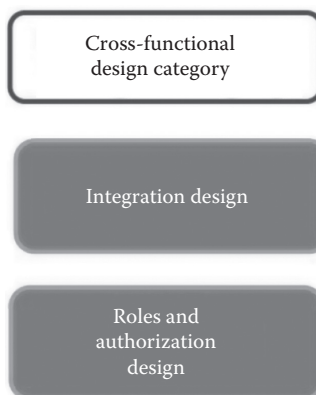 Cross-functional
design category
Integration design
Roles and
authorization
design